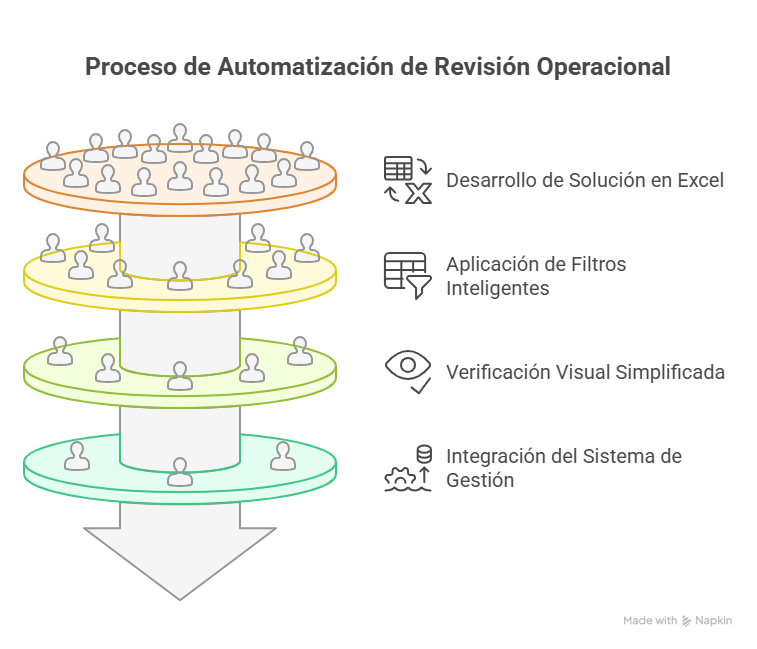 Proceso de Automatización de Revisión Operacional
Desarrollo de Solución en Excel
Aplicación de Filtros
Inteligentes
Verificación Visual Simplificada
Integración del Sistema de
Gestión
Made with Napkin